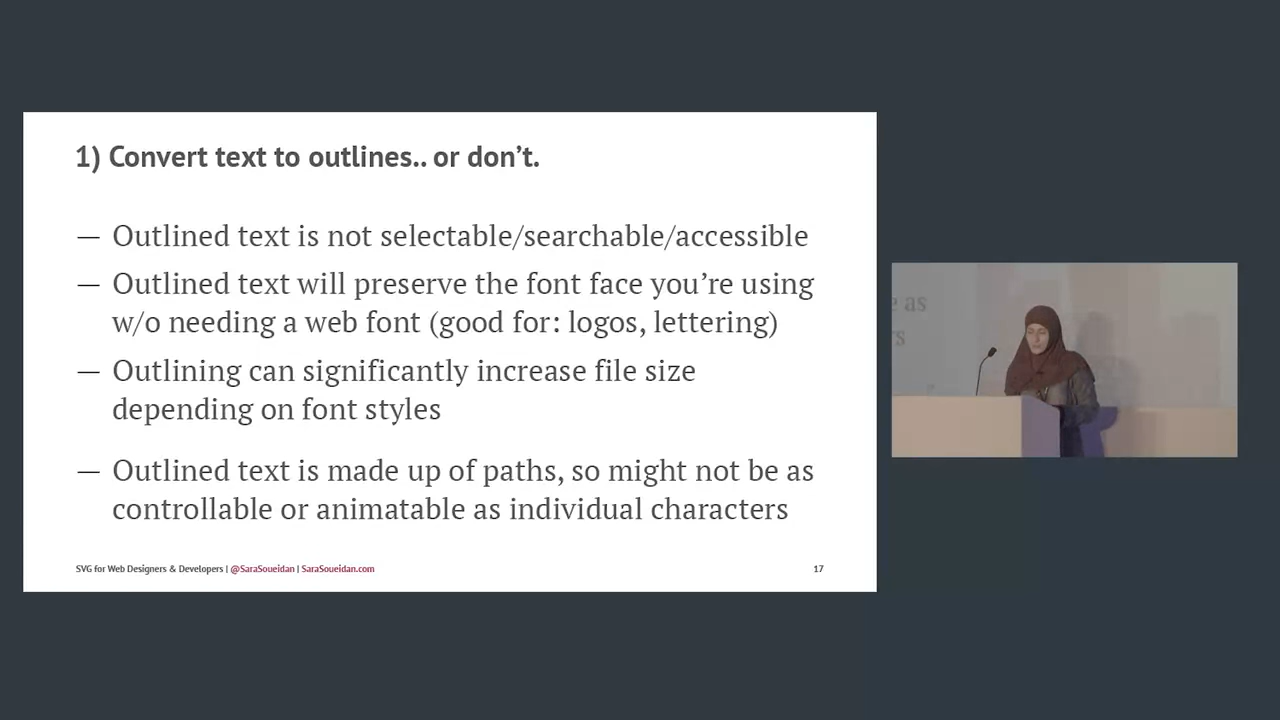 1) Convert text to outlines.. or don’t.
— Outlined text is not selectable/searchable/accessible
— Outlined text will preserve the font face you’re using
w/o needing a web font (good for: logos, lettering)
— Outlining can significantly increase file size
depending on font styles
— Outlined text is made up of paths, so might not be as
controllable or animatable as individual characters
SVG for Web Designers & Developers | @SaraSoueidan | SaraSoueidan.com
17
e as
rs